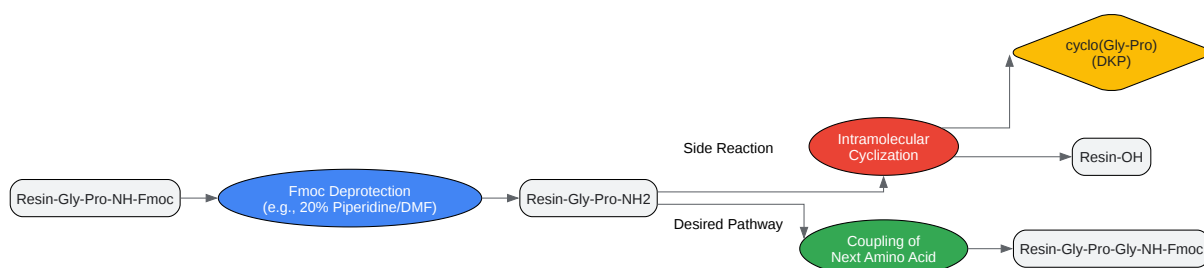 cyclo(Gly-Pro)
(DKP)
Intramolecular
Cyclization
Side Reaction
Resin-OH
Resin-Gly-Pro-NH-Fmoc
Fmoc Deprotection
(e.g., 20% Piperidine/DMF)
Resin-Gly-Pro-NH2
Desired Pathway
Coupling of
Next Amino Acid
Resin-Gly-Pro-Gly-NH-Fmoc